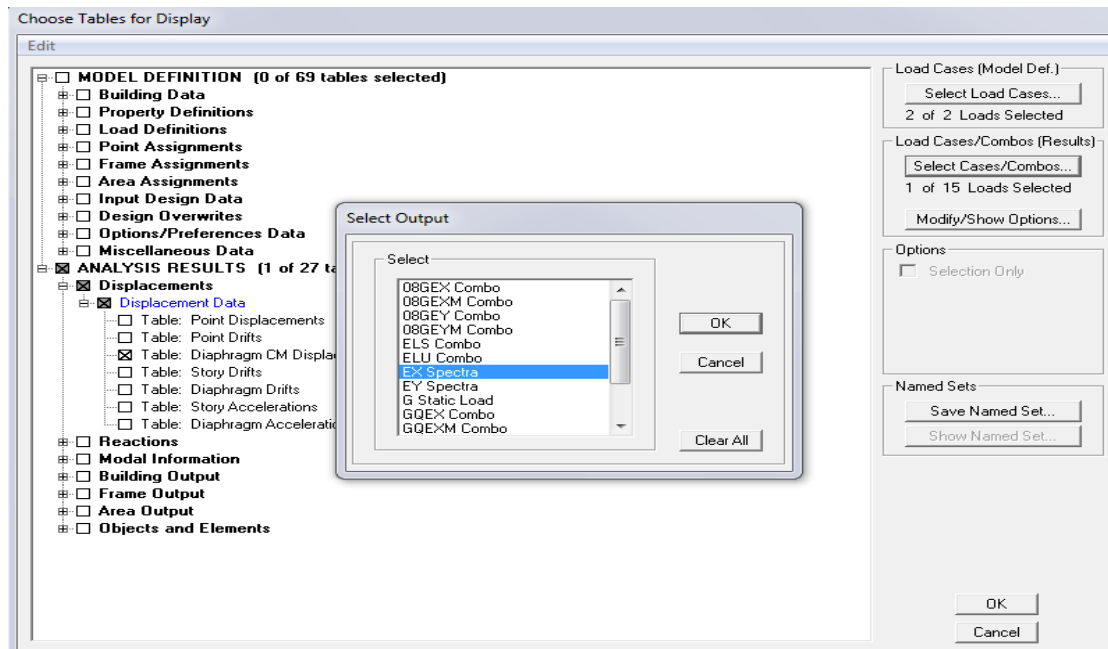 Choose Tables for Display
Edit
MODEL DEFINITION (0 of 69 tables selected)
Building Data
Property Definitions
Load Definitions
Point Assignments
Frame Assignments
Area Assignments
Input Design Data
Design Overwrites
Options/Preferences Data
Miscellaneous Data
ANALYSIS RESULTS (1 of 27 ta
Displacements
Displacement Data
Table: Point Displacements
Table: Point Drifts
Table: Diaphragm CM Displa
Table: Story Drifts
Table: Diaphragm Drifts
Table: Story Accelerations
Table: Diaphragm Acceleratio
Reactions
Modal Information
Building Output
Frame Output
Area Output
Objects and Elements
Select Output
Select
08GEX Combo
08GEXM Combo
08GEY Combo
08GEYM Combo
ELS Combo
ELU Combo
EX Spectra
EY Spectra
G Static Load
GQEX Combo
GQEXM Combo
OK
Cancel
Clear All
Load Cases (Model Def.)
Select Load Cases...
2 of 2 Loads Selected
Load Cases/Combos (Results)
Select Cases/Combos...
1 of 15 Loads Selected
Modify/Show Options...
Options
Selection Only
Named Sets
Save Named Set...
Show Named Set...
OK
Cancel